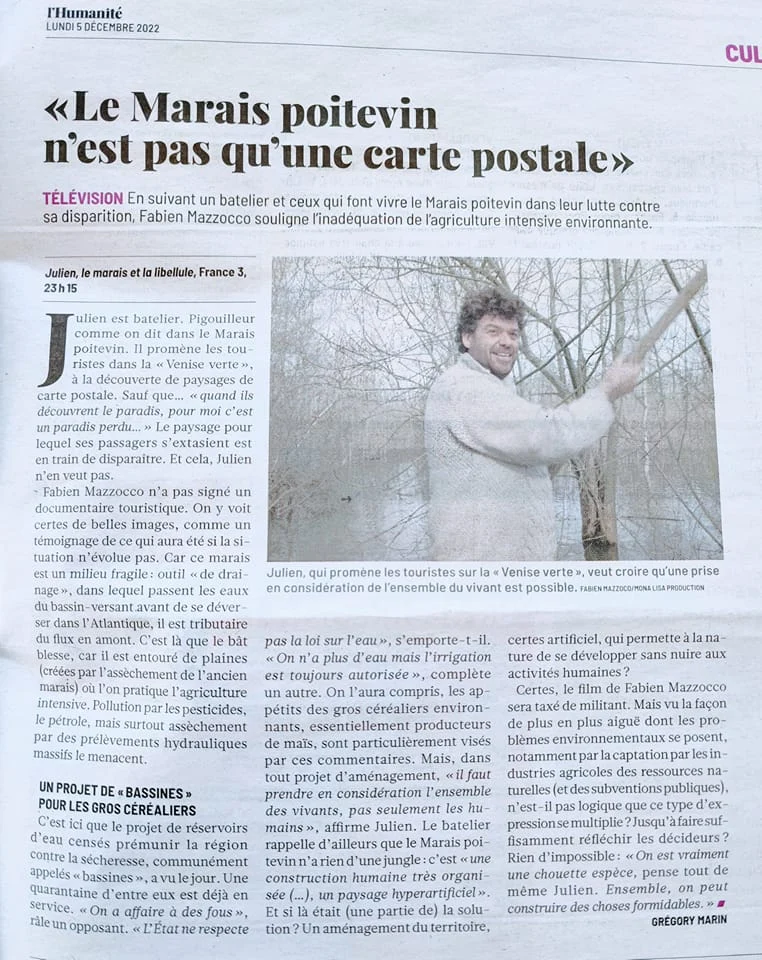 l'Humanité
LUNDI 5 DÉCEMBRE 2022
CUL
«Le Marais poitevin
n'est pas qu'une carte postale»
TÉLÉVISION En suivant un batelier et ceux qui font vivre le Marais poitevin dans leur lutte contre
sa disparition, Fabien Mazzocco souligne l'inadéquation de l'agriculture intensive environnante.
Julien, le marais et la libellule, France 3,
23 h 15
Julien est batelier. Pigouilleur
comme on dit dans le Marais
poitevin. Il promène les tou-
ristes dans la « Venise verte »,
à la découverte de paysages de
carte postale. Sauf que... « quand ils
découvrent le paradis, pour moi c'est
un paradis perdu... » Le paysage pour
lequel ses passagers s'extasient est
en train de disparaître. Et cela, Julien
n'en veut pas.
Fabien Mazzocco n'a pas signé un
documentaire touristique. On y voit
certes de belles images, comme un
témoignage de ce qui aura été si la si-
tuation n'évolue pas. Car ce marais
est un milieu fragile : outil « de drai-
nage », dans lequel passent les eaux
du bassin-versant avant de se déver-
ser dans l'Atlantique, il est tributaire
du flux en amont. C'est là que le bât
blesse, car il est entouré de plaines
(créées par l'assèchement de l'ancien
marais) où l'on pratique l'agriculture
intensive. Pollution par les pesticides,
le pétrole, mais surtout assèchement
par des prélèvements hydrauliques
massifs le menacent.
UN PROJET DE « BASSINES »
POUR LES GROS CÉRÉALIERS
C'est ici que le projet de réservoirs
d'eau censés prémunir la région
contre la sécheresse, communément
appelés « bassines », a vu le jour. Une
quarantaine d'entre eux est déjà en
service. « On a affaire à des fous »,
râle un opposant. « L'État ne respecte
Julien, qui promène les touristes sur la « Venise verte », veut croire qu'une prise
en considération de l'ensemble du vivant est possible. FABIEN MAZZOCO/MONA LISA PRODUCTION
pas la loi sur l'eau », s'emporte-t-il.
« On n'a plus d'eau mais l'irrigation
est toujours autorisée », complète
un autre. On l'aura compris, les ap-
pétits des gros céréaliers environ-
nants, essentiellement producteurs
de maïs, sont particulièrement visés
par ces commentaires. Mais, dans
tout projet d'aménagement, « il faut
prendre en considération l'ensemble
des vivants, pas seulement les hu-
mains », affirme Julien. Le batelier
rappelle d'ailleurs que le Marais poi-
tevin n'a rien d'une jungle : c'est « une
construction humaine très organi-
sée (...), un paysage hyperartificiel ».
Et si là était (une partie de) la solu-
tion ? Un aménagement du territoire,
certes artificiel, qui permette à la na-
ture de se développer sans nuire aux
activités humaines ?
Certes, le film de Fabien Mazzocco
sera taxé de militant. Mais vu la façon
de plus en plus aiguë dont les pro-
blèmes environnementaux se posent,
notamment par la captation par les in-
dustries agricoles des ressources na-
turelles (et des subventions publiques),
n'est-il pas logique que ce type d'ex-
pression se multiplie ? Jusqu'à faire suf-
fisamment réfléchir les décideurs ?
Rien d'impossible : « On est vraiment
une chouette espèce, pense tout de
même Julien. Ensemble, on peut
construire des choses formidables. »
GRÉGORY MARIN